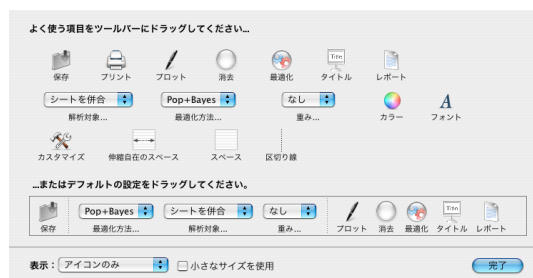 よく使う項目をツールバーにドラッグしてください...
保存 プリント プロット 消去 最適化 タイトル レポート
シートを併合 Pop+Bayes なし
解析対象... 最適化方法... 重み... カラー フォント
カスタマイズ 伸縮自在のスペース スペース 区切り線
...またはデフォルトの設定をドラッグしてください。
Pop+Bayes シートを併合 なし
保存 最適化方法... 解析対象... 重み... プロット 消去 最適化 タイトル レポート
表示： アイコンのみ 小さなサイズを使用 完了